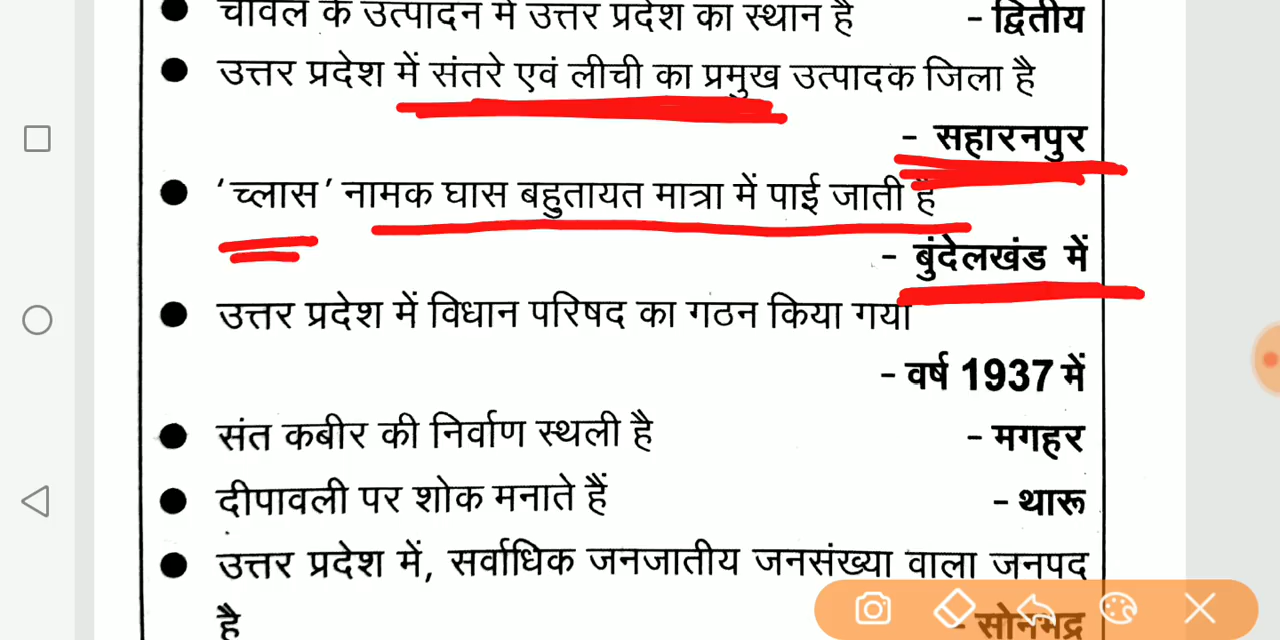 चावल के उत्पादन में उत्तर प्रदेश का स्थान है - द्वितीय
उत्तर प्रदेश में संतरे एवं लीची का प्रमुख उत्पादक जिला है
- सहारनपुर
‘च्लास’ नामक घास बहुतायत मात्रा में पाई जाती है
- बुंदेलखंड में
उत्तर प्रदेश में विधान परिषद का गठन किया गया
- वर्ष 1937 में
संत कबीर की निर्वाण स्थली है - मगहर
दीपावली पर शोक मनाते हैं - थारू
उत्तर प्रदेश में, सर्वाधिक जनजातीय जनसंख्या वाला जनपद
है - सोनभद्र